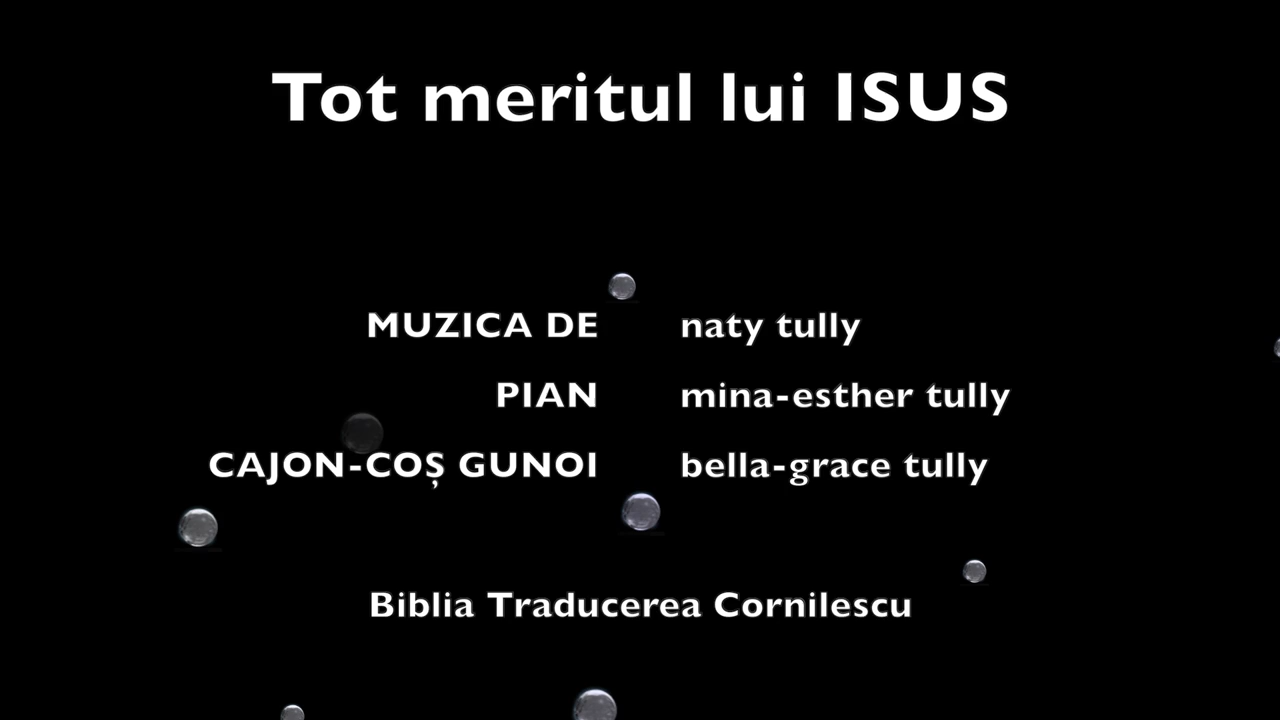 Tot meritul lui ISUS
MUZICA DE naty tully
PIAN mina-esther tully
CAJON-COȘ GUNOI bella-grace tully
Biblia Traducerea Cornilescu